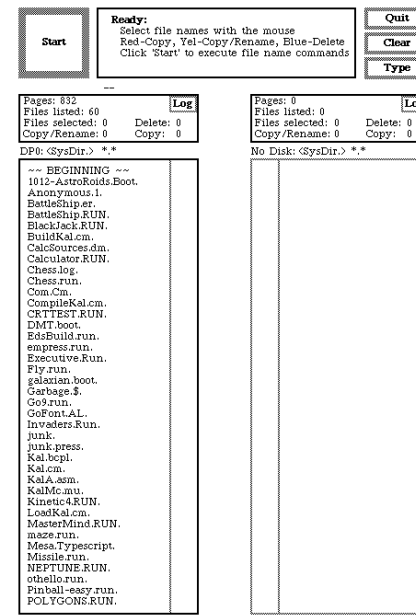 Start
Ready:
Select file names with the mouse
Red-Copy, Yel-Copy/Rename, Blue-Delete
Click 'Start' to execute file name commands
Quit
Clear
Type
Pages: 832
Log
Files listed: 60
Files selected: 0 Delete: 0
Copy/Rename: 0 Copy: 0
DP0: <SysDir.> *.*
~~ BEGINNING ~~
1012-AstroRoids.Boot.
Anonymous.1.
BattleShip.er.
BattleShip.RUN.
BlackJack.RUN.
BuildKal.cm.
CalcSources.dm.
Calculator.RUN.
Chess.log.
Chess.run.
Com.Cm.
CompileKal.cm.
CRTTEST.RUN.
DMT.boot.
EdsBuild.run.
empress.run.
Executive.Run.
Fly.run.
galaxian.boot.
Garbage.$.
Go9.run.
GoFont.AL.
Invaders.Run.
junk.
junk.press.
Kal.bcpl.
Kal.cm.
KalA.asm.
KalMc.mu.
Kinetic4.RUN.
LoadKal.cm.
MasterMind.RUN.
maze.run.
Mesa.Typescript.
Missile.run.
NEPTUNE.RUN.
othello.run.
Pinball-easy.run.
POLYGONS.RUN.
Pages: 0
Lo
Files listed: 0
Files selected: 0 Delete: 0
Copy/Rename: 0 Copy: 0
No Disk: <SysDir.> *.*